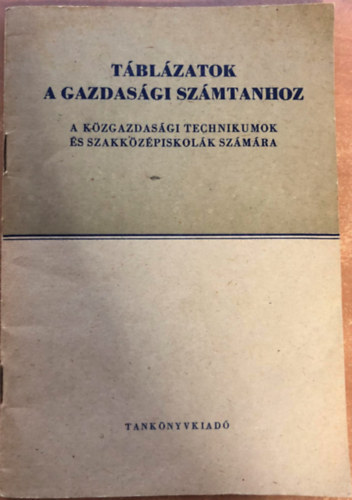 TÁBLÁZATOK
A GAZDASÁGI SZÁMTANHOZ
A KÖZGAZDASÁGI TECHNIKUMOK
ÉS SZAKKÖZÉPISKOLÁK SZÁMÁRA
TANKÖNYVKIADÓ